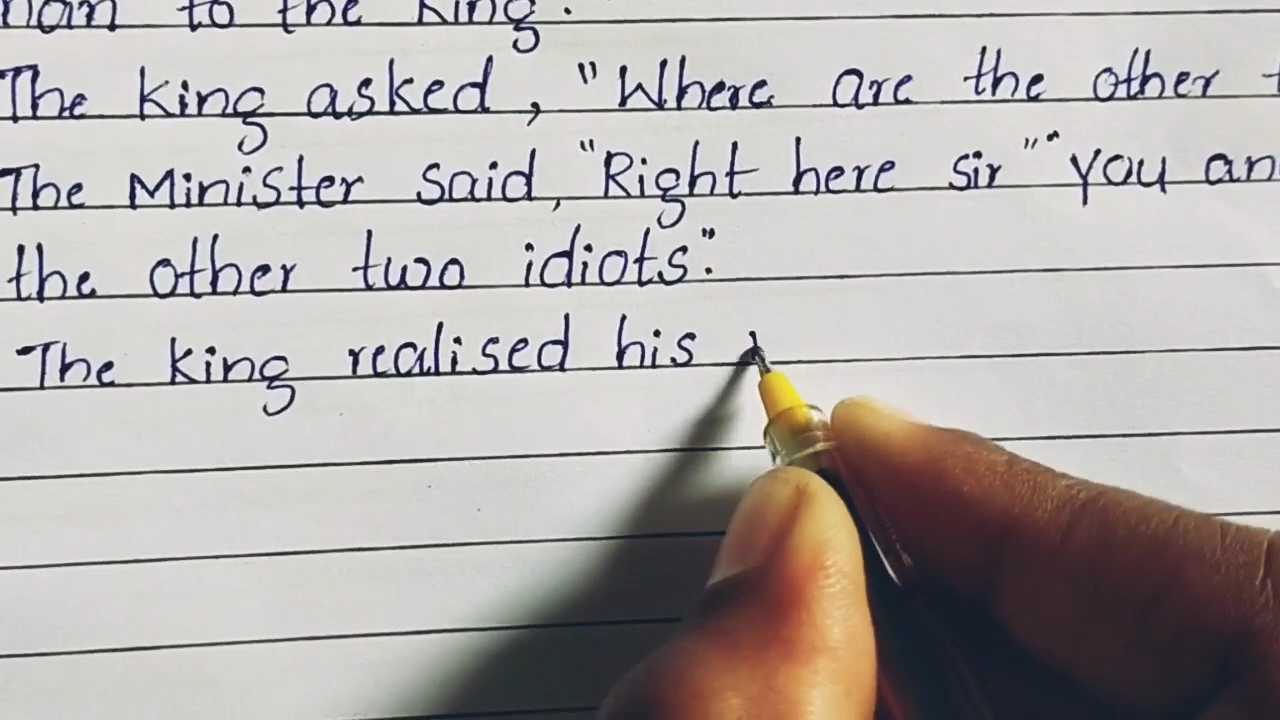 to the King.
The king asked, "Where are the other
The Minister said, "Right here sir" "You
the other two idiots".
The king realised his